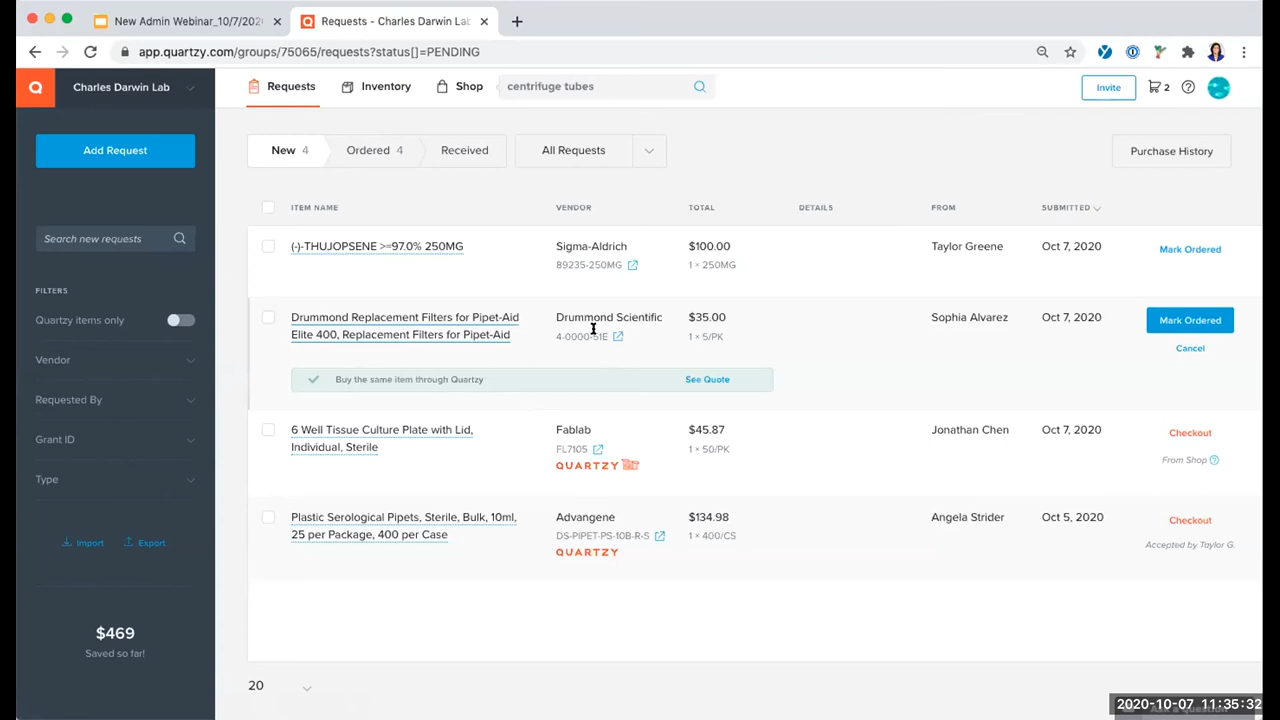 New Admin Webinar_10/7/202
Requests - Charles Darwin Lab
app.quartzy.com/groups/75065/requests?status[]=PENDING
Charles Darwin Lab
Requests
Inventory
Shop
centrifuge tubes
Invite
2
Add Request
New 4
Ordered 4
Received
All Requests
Purchase History
Search new requests
FILTERS
Quartzy items only
Vendor
Requested By
Grant ID
Type
Import
Export
$469
Saved so far!
ITEM NAME
VENDOR
TOTAL
DETAILS
FROM
SUBMITTED
(-)-THUJOPSENE >=97.0% 250MG
Sigma-Aldrich
89235-250MG
$100.00
1 × 250MG
Taylor Greene
Oct 7, 2020
Mark Ordered
Drummond Replacement Filters for Pipet-Aid
Elite 400, Replacement Filters for Pipet-Aid
Drummond Scientific
4-0000-51E
$35.00
1 × 5/PK
Sophia Alvarez
Oct 7, 2020
Mark Ordered
Cancel
Buy the same item through Quartzy
See Quote
6 Well Tissue Culture Plate with Lid,
Individual, Sterile
Fablab
FL7105
QUARTZY
$45.87
1 × 50/PK
Jonathan Chen
Oct 7, 2020
Checkout
From Shop
Plastic Serological Pipets, Sterile, Bulk, 10ml,
25 per Package, 400 per Case
Advangene
DS-PIPET-PS-10B-R-S
QUARTZY
$134.98
1 × 400/CS
Angela Strider
Oct 5, 2020
Checkout
Accepted by Taylor G.
20
2020-10-07 11:35:32